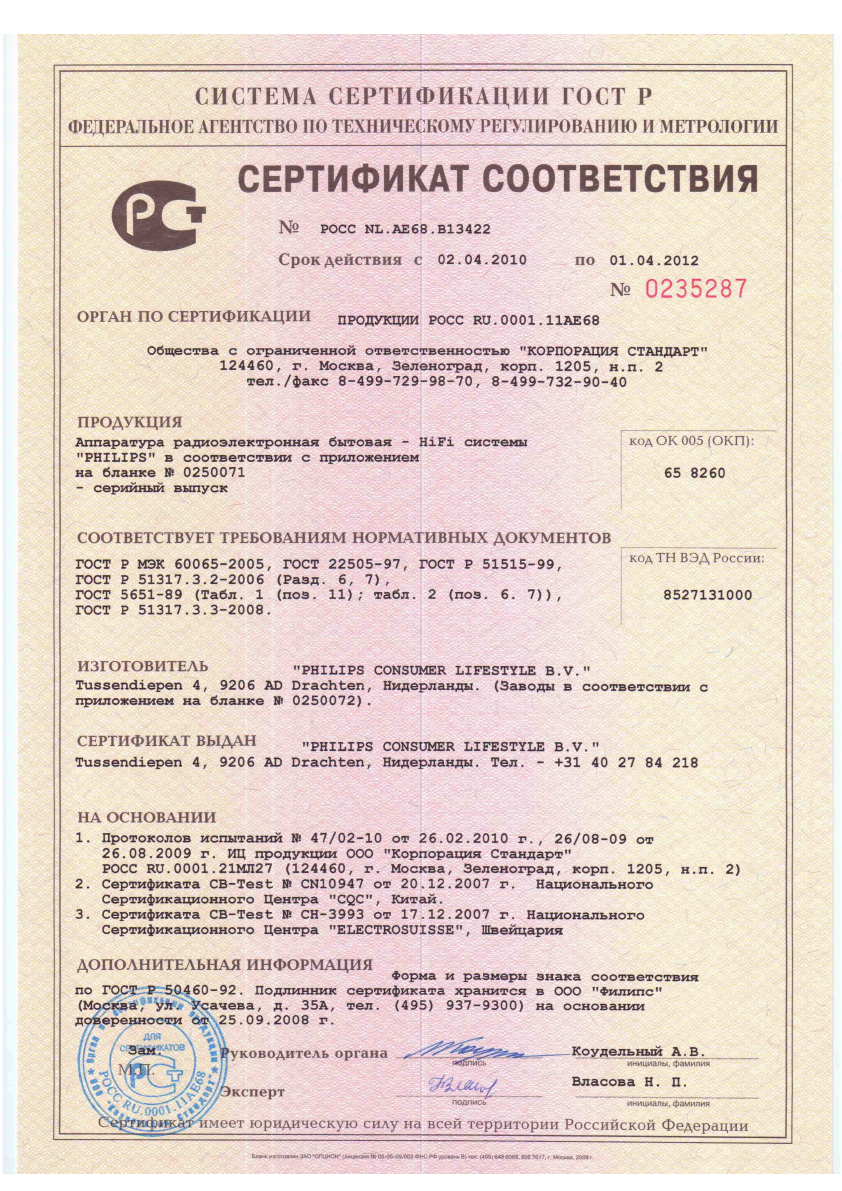 СИСТЕМА СЕРТИФИКАЦИИ ГОСТ Р
ФЕДЕРАЛЬНОЕ АГЕНТСТВО ПО ТЕХНИЧЕСКОМУ РЕГУЛИРОВАНИЮ И МЕТРОЛОГИИ
СЕРТИФИКАТ СООТВЕТСТВИЯ
№ РОСС NL.АЕ68.В13422
Срок действия с 02.04.2010 по 01.04.2012
№ 0235287
ОРГАН ПО СЕРТИФИКАЦИИ ПРОДУКЦИИ РОСС RU.0001.11АЕ68
Общества с ограниченной ответственностью "КОРПОРАЦИЯ СТАНДАРТ"
124460, г. Москва, Зеленоград, корп. 1205, н.п. 2
тел./факс 8-499-729-98-70, 8-499-732-90-40
ПРОДУКЦИЯ
Аппаратура радиоэлектронная бытовая - HiFi системы
"PHILIPS" в соответствии с приложением
на бланке № 0250071
- серийный выпуск
код ОК 005 (ОКП):
65 8260
СООТВЕТСТВУЕТ ТРЕБОВАНИЯМ НОРМАТИВНЫХ ДОКУМЕНТОВ
ГОСТ Р МЭК 60065-2005, ГОСТ 22505-97, ГОСТ Р 51515-99,
ГОСТ Р 51317.3.2-2006 (Разд. 6, 7),
ГОСТ 5651-89 (Табл. 1 (поз. 11); табл. 2 (поз. 6. 7)),
ГОСТ Р 51317.3.3-2008.
код ТН ВЭД России:
8527131000
ИЗГОТОВИТЕЛЬ "PHILIPS CONSUMER LIFESTYLE B.V."
Tussendiepen 4, 9206 AD Drachten, Нидерланды. (Заводы в соответствии с
приложением на бланке № 0250072).
СЕРТИФИКАТ ВЫДАН "PHILIPS CONSUMER LIFESTYLE B.V."
Tussendiepen 4, 9206 AD Drachten, Нидерланды. Тел. - +31 40 27 84 218
НА ОСНОВАНИИ
1. Протоколов испытаний № 47/02-10 от 26.02.2010 г., 26/08-09 от
26.08.2009 г. ИЦ продукции ООО "Корпорация Стандарт"
РОСС RU.0001.21МЛ27 (124460, г. Москва, Зеленоград, корп. 1205, н.п. 2)
2. Сертификата CB-Test № CN10947 от 20.12.2007 г. Национального
Сертификационного Центра "CQC", Китай.
3. Сертификата CB-Test № CH-3993 от 17.12.2007 г. Национального
Сертификационного Центра "ELECTROSUISSE", Швейцария
ДОПОЛНИТЕЛЬНАЯ ИНФОРМАЦИЯ Форма и размеры знака соответствия
по ГОСТ Р 50460-92. Подлинник сертификата хранится в ООО "Филипс"
(Москва, ул. Усачева, д. 35А, тел. (495) 937-9300) на основании
доверенности от 25.09.2008 г.
Зам. Руководитель органа
подпись
Коудельный А.В.
инициалы, фамилия
М.П.
Эксперт
подпись
Власова Н. П.
инициалы, фамилия
ДЛЯ
СЕРТИФИКАТОВ
РОСС RU.0001.11АЕ68
Сертификат имеет юридическую силу на всей территории Российской Федерации